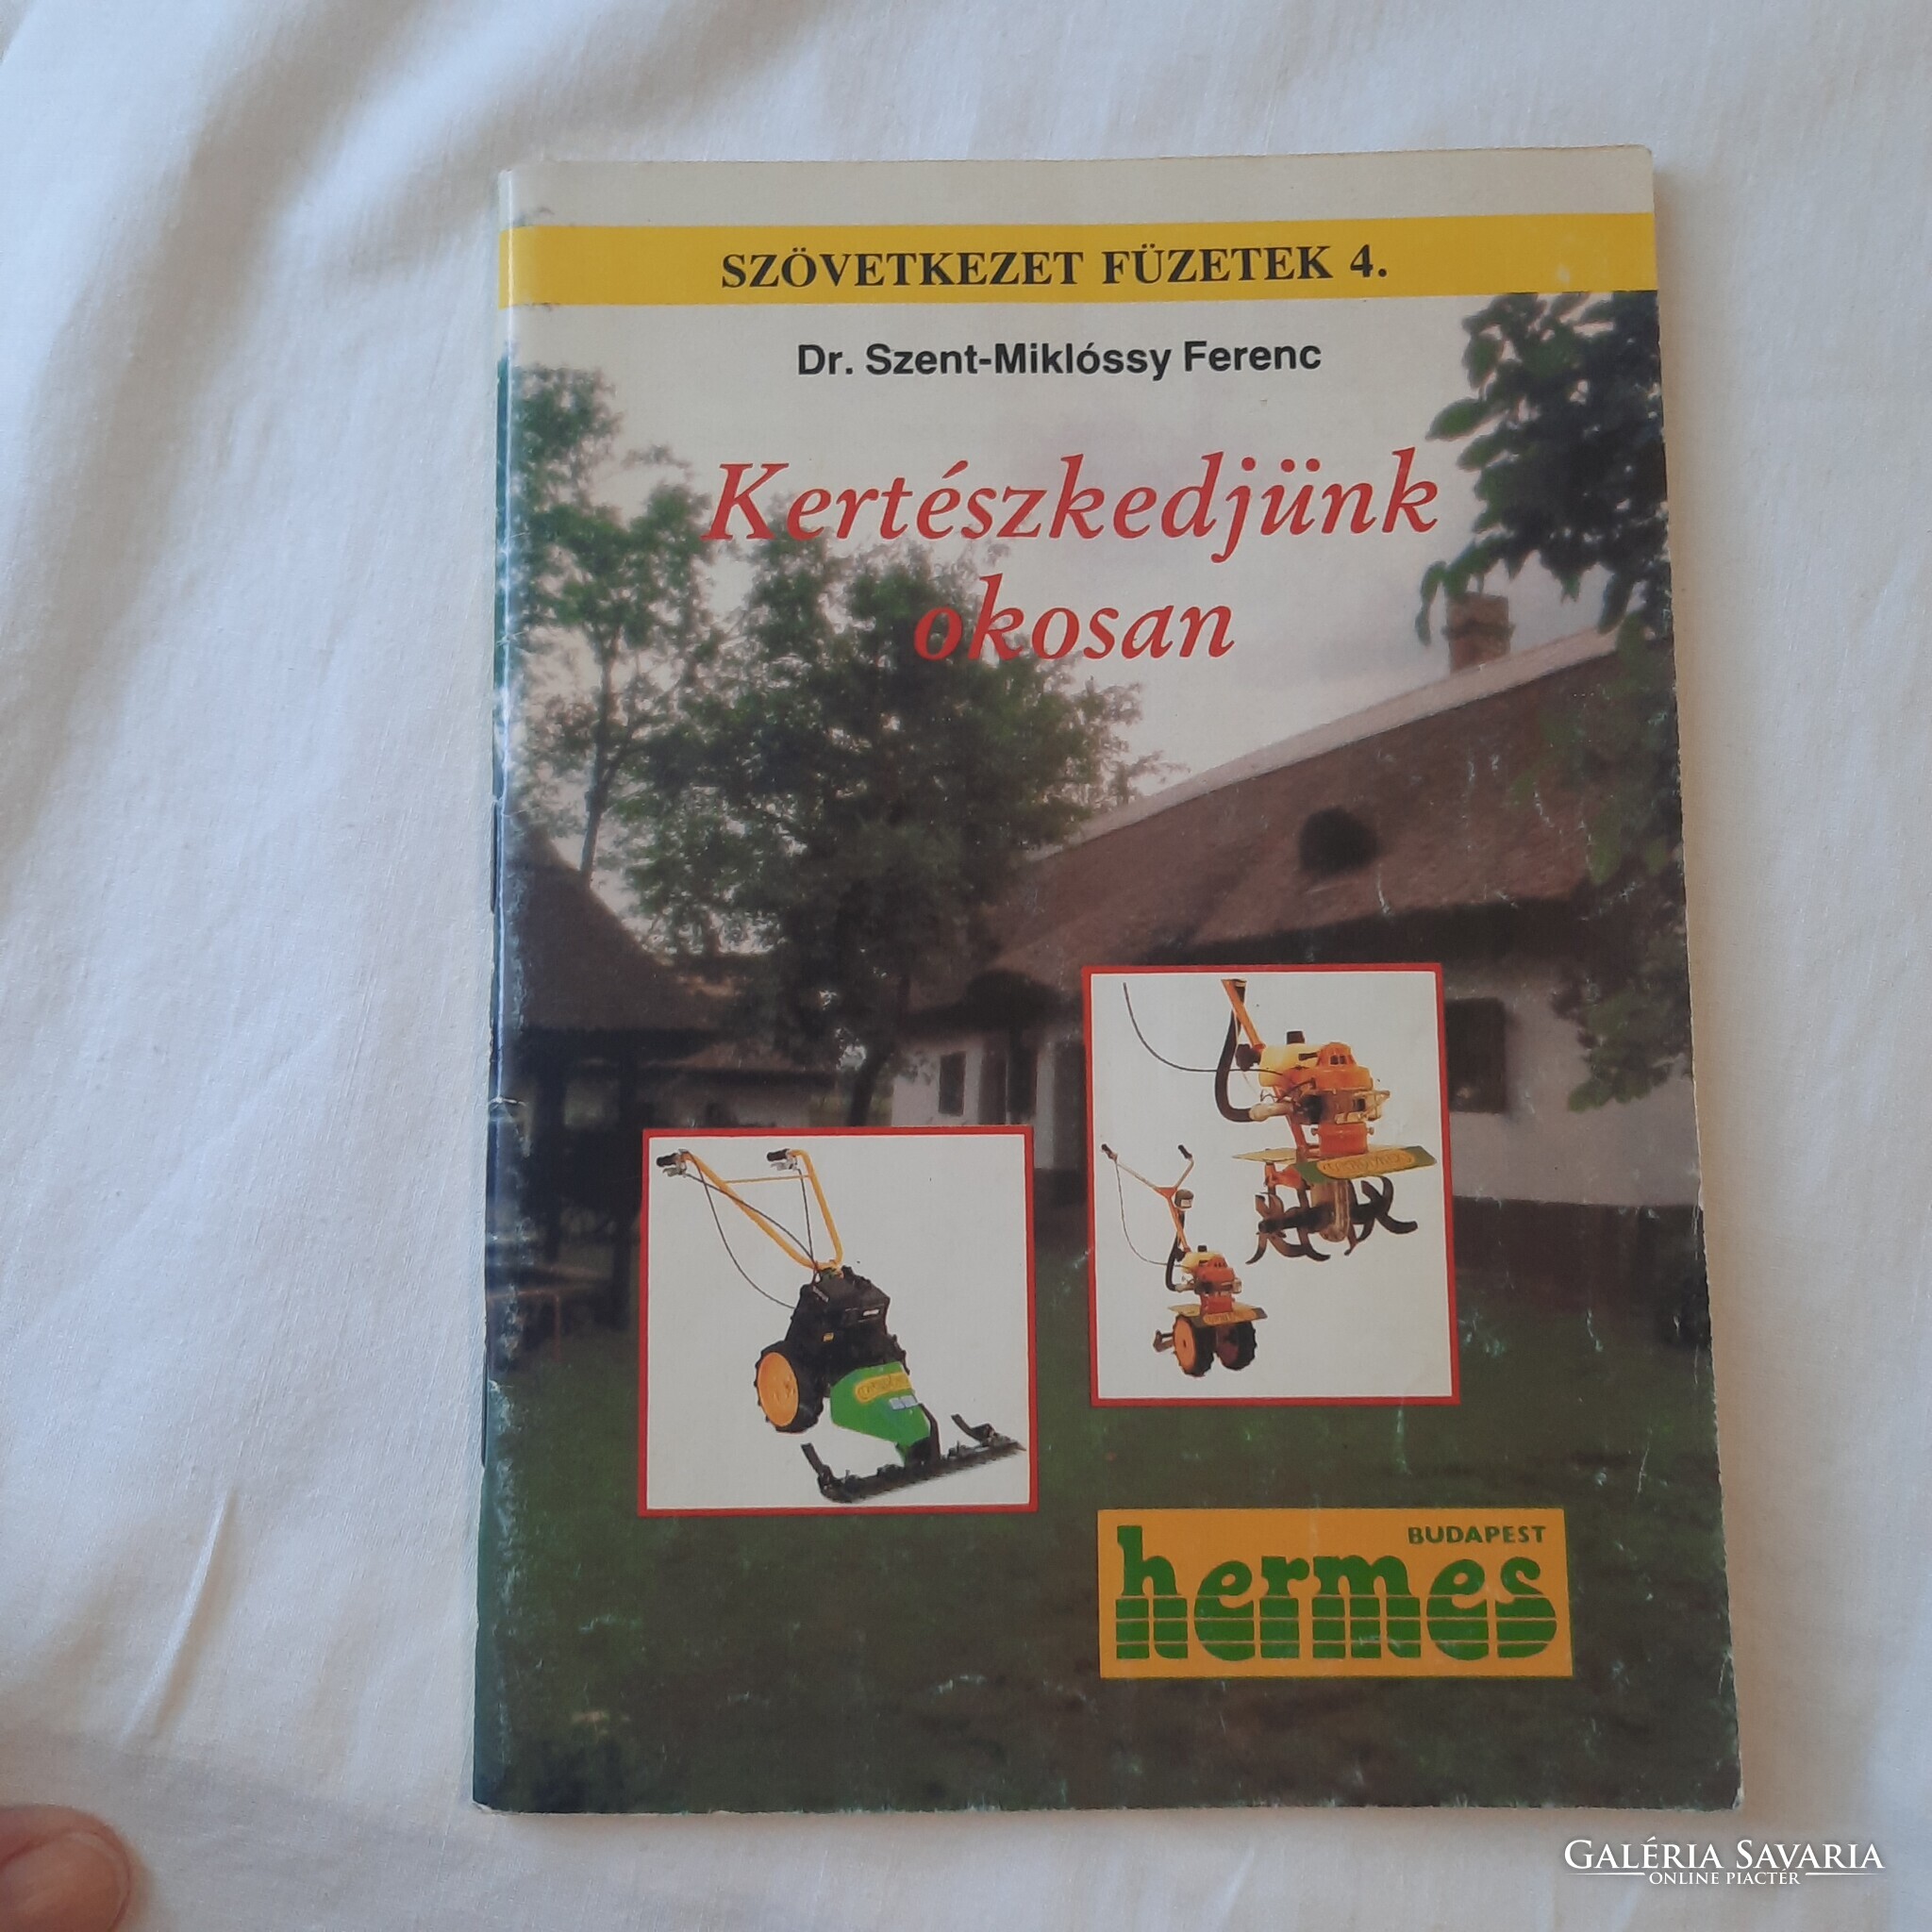 SZÖVETKEZET FÜZETEK 4.
Dr. Szent-Miklóssy Ferenc
Kertészkedjünk
okosan
BUDAPEST
hermes
GALÉRIA SAVARIA
ONLINE PIACTÉR